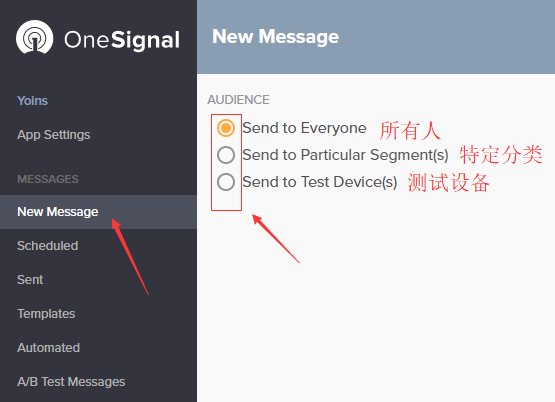 OneSignal
Yoins
App Settings
MESSAGES
New Message
Scheduled
Sent
Templates
Automated
A/B Test Messages
New Message
AUDIENCE
Send to Everyone 所有人
Send to Particular Segment(s) 特定分类
Send to Test Device(s) 测试设备